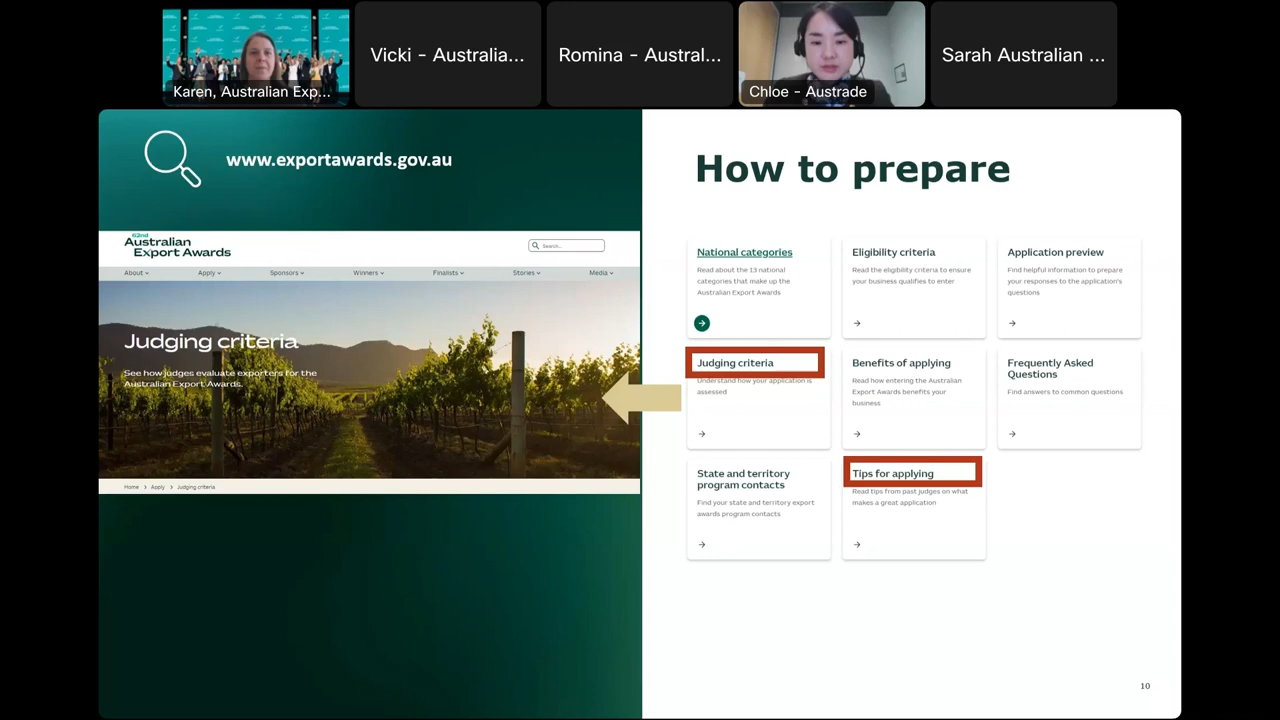 Karen, Australian Exp...
Vicki - Australia...
Romina - Austral...
Chloe - Austrade
Sarah Australian ...
www.exportawards.gov.au
62nd
Australian
Export Awards
Search...
About
Apply
Sponsors
Winners
Finalists
Stories
Media
Judging criteria
See how judges evaluate exporters for the
Australian Export Awards.
Home > Apply > Judging criteria
How to prepare
National categories
Read about the 13 national
categories that make up the
Australian Export Awards
Eligibility criteria
Read the eligibility criteria to ensure
your business qualifies to enter
Application preview
Find helpful information to prepare
your responses to the application's
questions
Judging criteria
Understand how your application is
assessed
Benefits of applying
Read how entering the Australian
Export Awards benefits your
business
Frequently Asked
Questions
Find answers to common questions
State and territory
program contacts
Find your state and territory export
awards program contacts
Tips for applying
Read tips from past judges on what
makes a great application
10